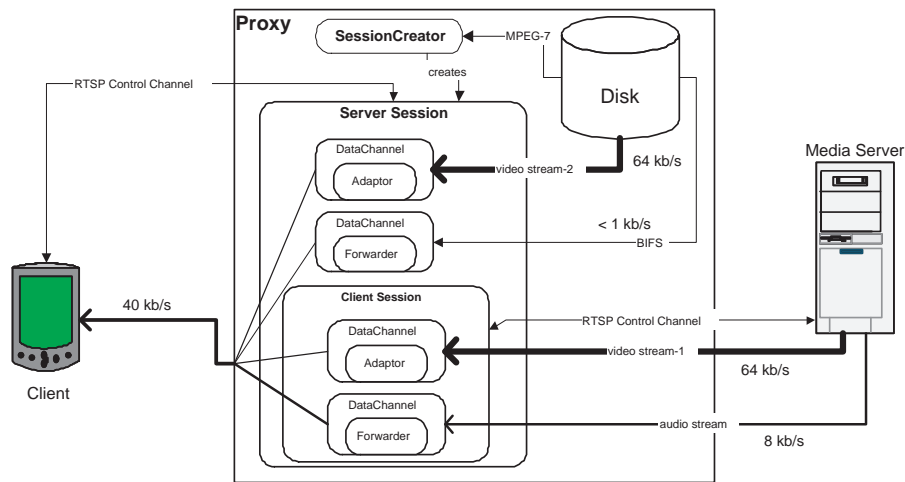 Proxy
SessionCreator
MPEG-7
creates
RTSP Control Channel
Disk
Server Session
DataChannel
Adaptor
video stream-2
64 kb/s
Media Server
DataChannel
Forwarder
< 1 kb/s
BIFS
Client Session
40 kb/s
RTSP Control Channel
DataChannel
Adaptor
video stream-1
64 kb/s
Client
DataChannel
Forwarder
audio stream
8 kb/s